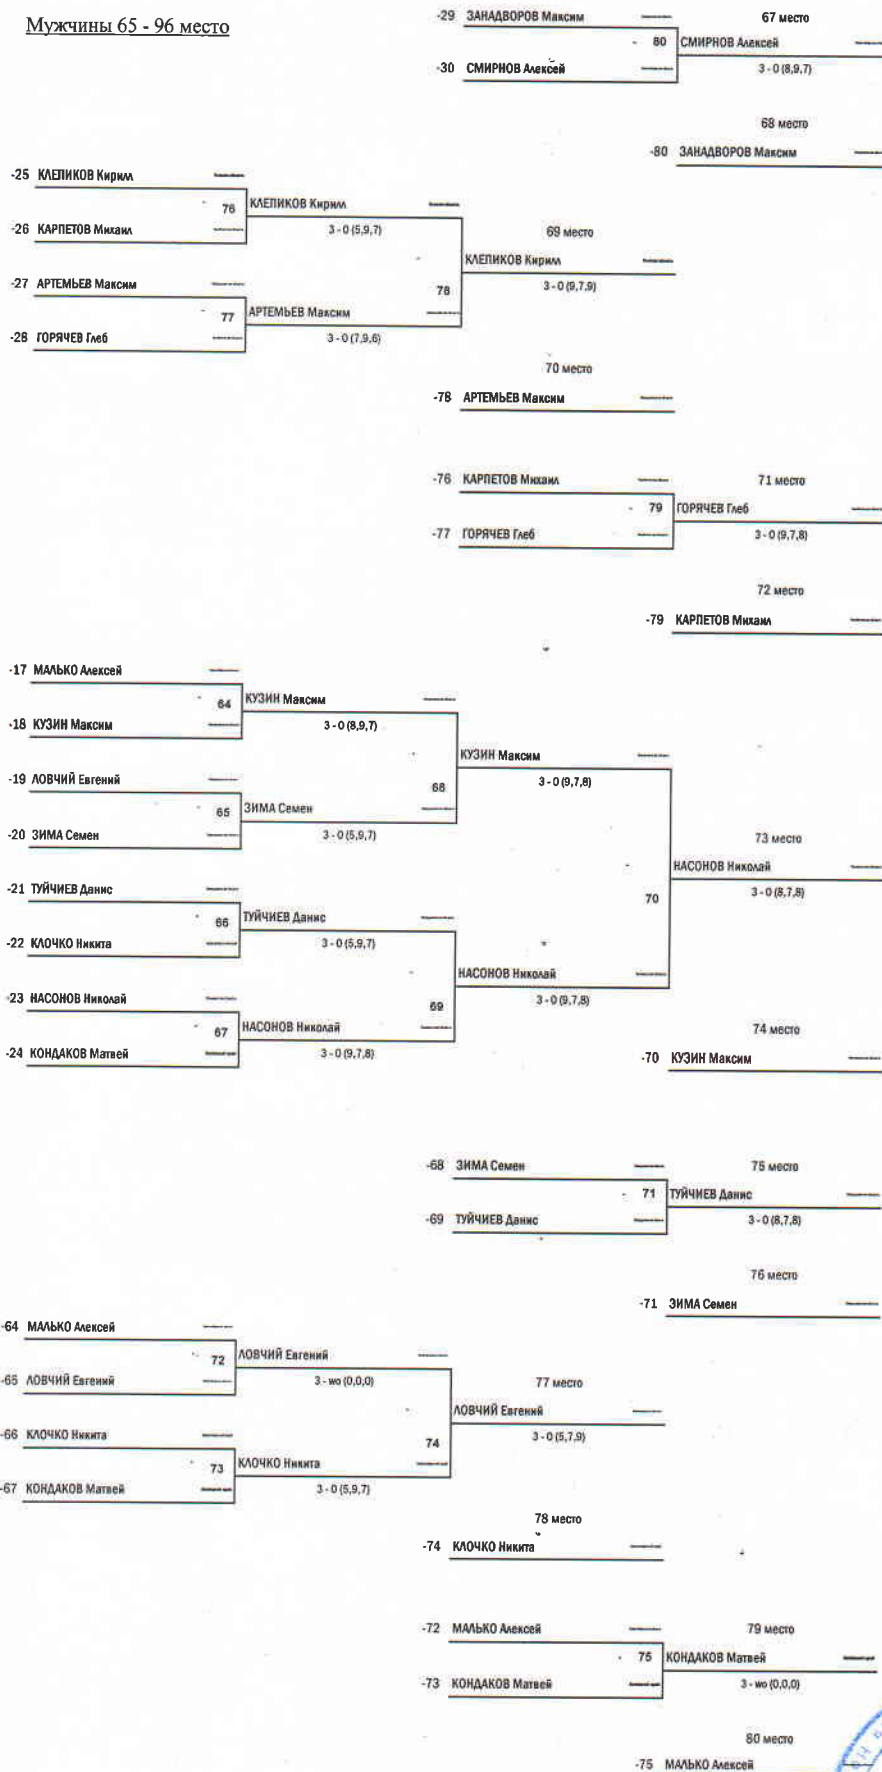 Мужчины 65 - 96 место
-29 ЗАНАДВОРОВ Максим
67 место
80 СМИРНОВ Алексей
-30 СМИРНОВ Алексей
3 - 0 (8,9,7)
68 место
-80 ЗАНАДВОРОВ Максим
-25 КЛЕПИКОВ Кирилл
76 КЛЕПИКОВ Кирилл
-26 КАРПЕТОВ Михаил
3 - 0 (5,9,7)
69 место
КЛЕПИКОВ Кирилл
-27 АРТЕМЬЕВ Максим
78
3 - 0 (9,7,9)
77 АРТЕМЬЕВ Максим
-28 ГОРЯЧЕВ Глеб
3 - 0 (7,9,6)
70 место
-78 АРТЕМЬЕВ Максим
-76 КАРПЕТОВ Михаил
71 место
79 ГОРЯЧЕВ Глеб
-77 ГОРЯЧЕВ Глеб
3 - 0 (9,7,8)
72 место
-79 КАРПЕТОВ Михаил
-17 МАЛЬКО Алексей
64 КУЗИН Максим
-18 КУЗИН Максим
3 - 0 (8,9,7)
КУЗИН Максим
-19 ЛОВЧИЙ Евгений
68
3 - 0 (9,7,8)
65 ЗИМА Семен
-20 ЗИМА Семен
3 - 0 (5,9,7)
73 место
НАСОНОВ Николай
-21 ТУЙЧИЕВ Данис
70
3 - 0 (8,7,8)
66 ТУЙЧИЕВ Данис
-22 КЛОЧКО Никита
3 - 0 (5,9,7)
НАСОНОВ Николай
-23 НАСОНОВ Николай
69
3 - 0 (9,7,8)
67 НАСОНОВ Николай
-24 КОНДАКОВ Матвей
3 - 0 (9,7,8)
74 место
-70 КУЗИН Максим
-68 ЗИМА Семен
75 место
71 ТУЙЧИЕВ Данис
-69 ТУЙЧИЕВ Данис
3 - 0 (8,7,8)
76 место
-71 ЗИМА Семен
-64 МАЛЬКО Алексей
72 ЛОВЧИЙ Евгений
-65 ЛОВЧИЙ Евгений
3 - wo (0,0,0)
77 место
ЛОВЧИЙ Евгений
-66 КЛОЧКО Никита
74
3 - 0 (5,7,9)
73 КЛОЧКО Никита
-67 КОНДАКОВ Матвей
3 - 0 (5,9,7)
78 место
-74 КЛОЧКО Никита
-72 МАЛЬКО Алексей
79 место
75 КОНДАКОВ Матвей
-73 КОНДАКОВ Матвей
3 - wo (0,0,0)
80 место
-75 МАЛЬКО Алексей